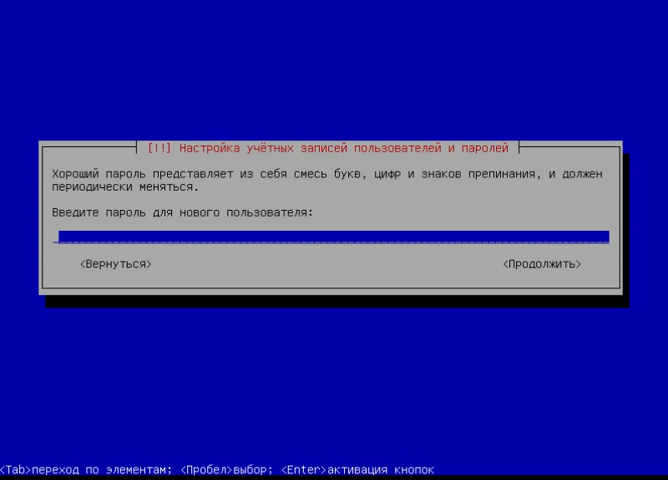 [!!] Настройка учётных записей пользователей и паролей
Хороший пароль представляет из себя смесь букв, цифр и знаков препинания, и должен
периодически меняться.
Введите пароль для нового пользователя:
<Вернуться> <Продолжить>
<Tab>переход по элементам; <Пробел>выбор; <Enter>активация кнопок